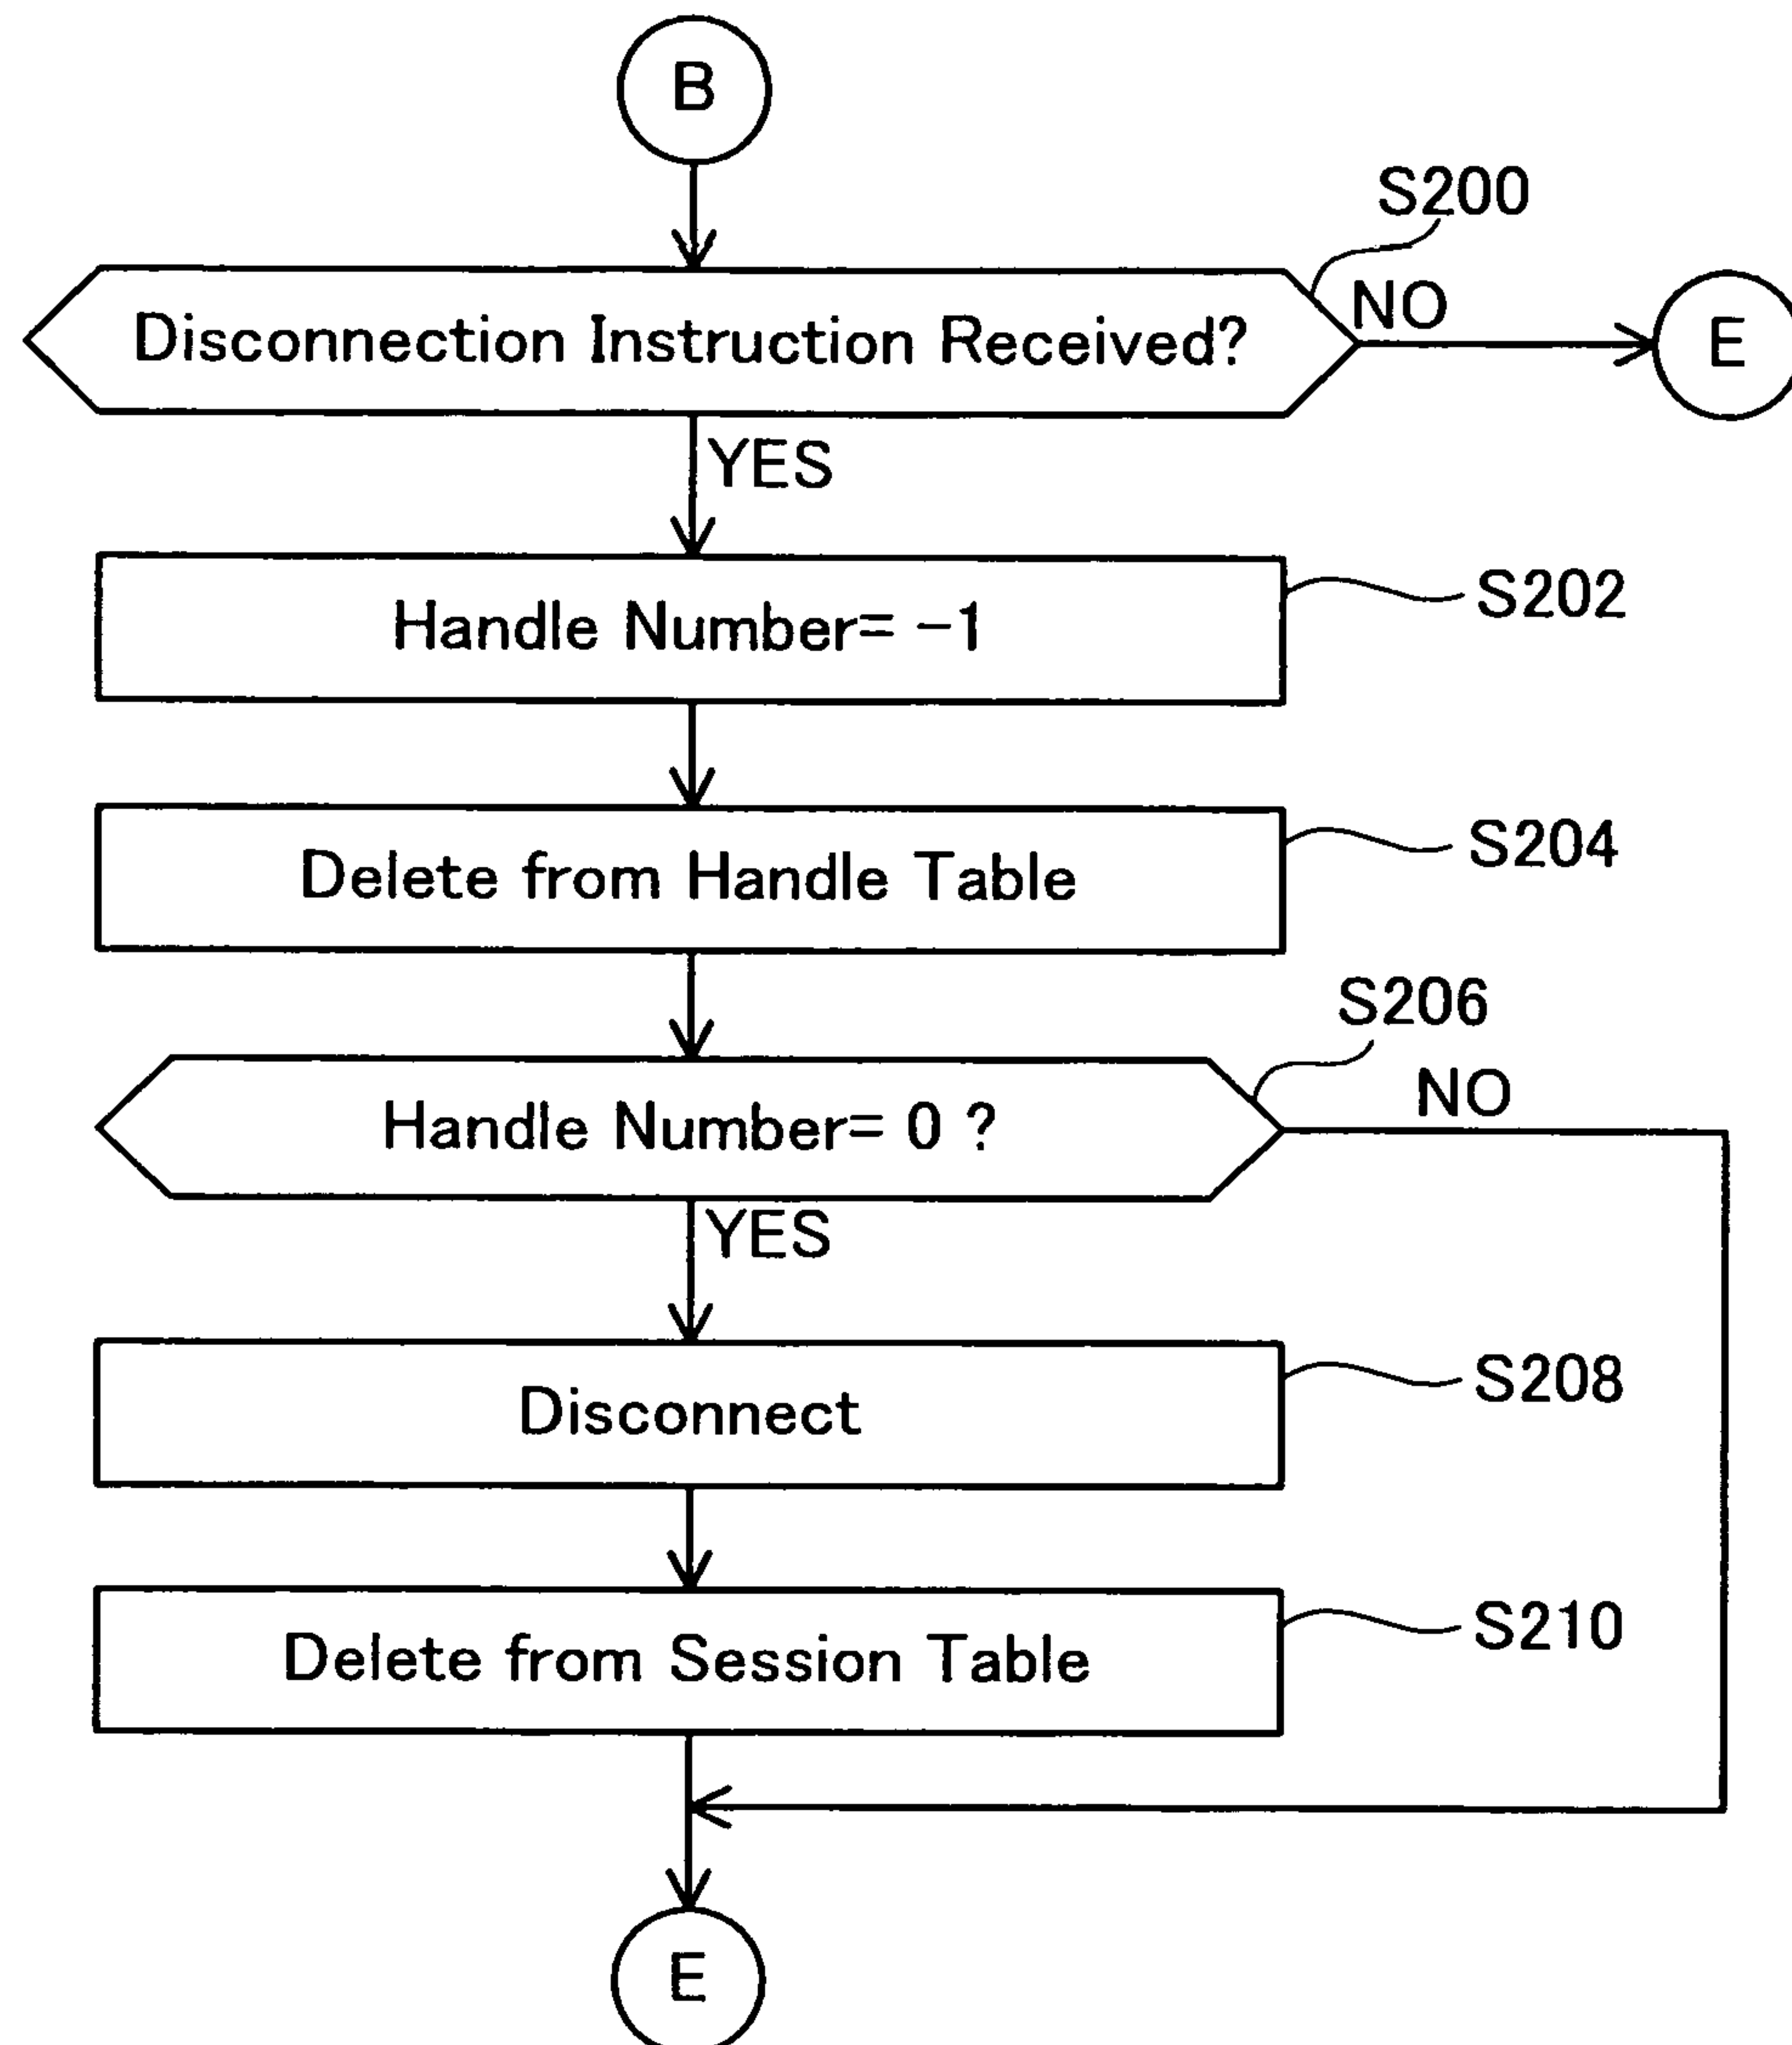 B
S200
Disconnection Instruction Received?
NO
E
YES
Handle Number= −1
S202
Delete from Handle Table
S204
S206
Handle Number= 0 ?
NO
YES
Disconnect
S208
Delete from Session Table
S210
E